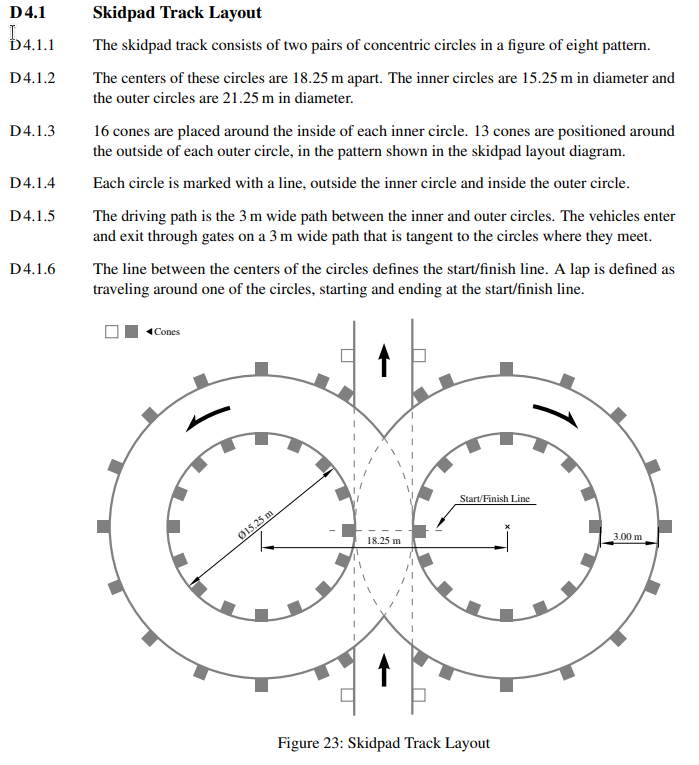 D4.1 Skidpad Track Layout
D4.1.1 The skidpad track consists of two pairs of concentric circles in a figure of eight pattern.
D4.1.2 The centers of these circles are 18.25 m apart. The inner circles are 15.25 m in diameter and
the outer circles are 21.25 m in diameter.
D4.1.3 16 cones are placed around the inside of each inner circle. 13 cones are positioned around
the outside of each outer circle, in the pattern shown in the skidpad layout diagram.
D4.1.4 Each circle is marked with a line, outside the inner circle and inside the outer circle.
D4.1.5 The driving path is the 3 m wide path between the inner and outer circles. The vehicles enter
and exit through gates on a 3 m wide path that is tangent to the circles where they meet.
D4.1.6 The line between the centers of the circles defines the start/finish line. A lap is defined as
traveling around one of the circles, starting and ending at the start/finish line.
Cones
Start/Finish Line
Ø15.25 m
18.25 m
3.00 m
Figure 23: Skidpad Track Layout